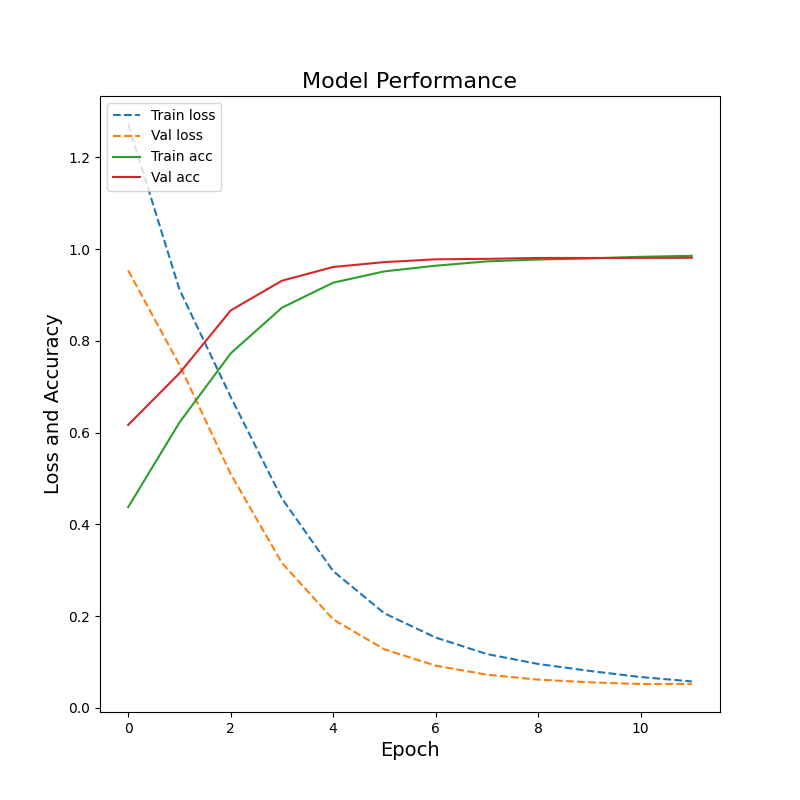 Model Performance
Train loss
Val loss
Train acc
Val acc
1.2
1.0
0.8
0.6
0.4
0.2
0.0
Loss and Accuracy
0 2 4 6 8 10
Epoch